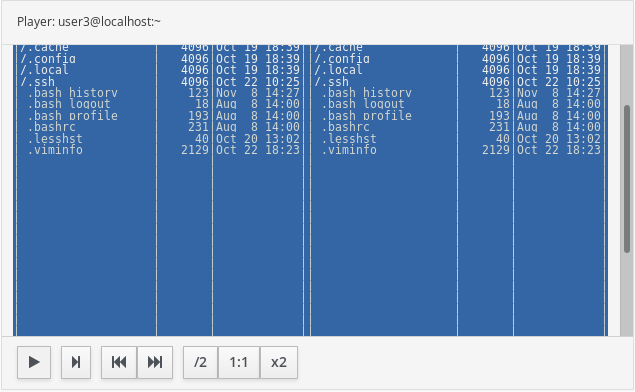 Player: user3@localhost:~
/.cache 4096 Oct 19 18:39 /.cache 4096 Oct 19 18:39
/.config 4096 Oct 19 18:39 /.config 4096 Oct 19 18:39
/.local 4096 Oct 19 18:39 /.local 4096 Oct 19 18:39
/.ssh 4096 Oct 22 10:25 /.ssh 4096 Oct 22 10:25
.bash_history 123 Nov 8 14:27 .bash_history 123 Nov 8 14:27
.bash_logout 18 Aug 8 14:00 .bash_logout 18 Aug 8 14:00
.bash_profile 193 Aug 8 14:00 .bash_profile 193 Aug 8 14:00
.bashrc 231 Aug 8 14:00 .bashrc 231 Aug 8 14:00
.lesshst 40 Oct 20 13:02 .lesshst 40 Oct 20 13:02
.viminfo 2129 Oct 22 18:23 .viminfo 2129 Oct 22 18:23
/2 1:1 x2